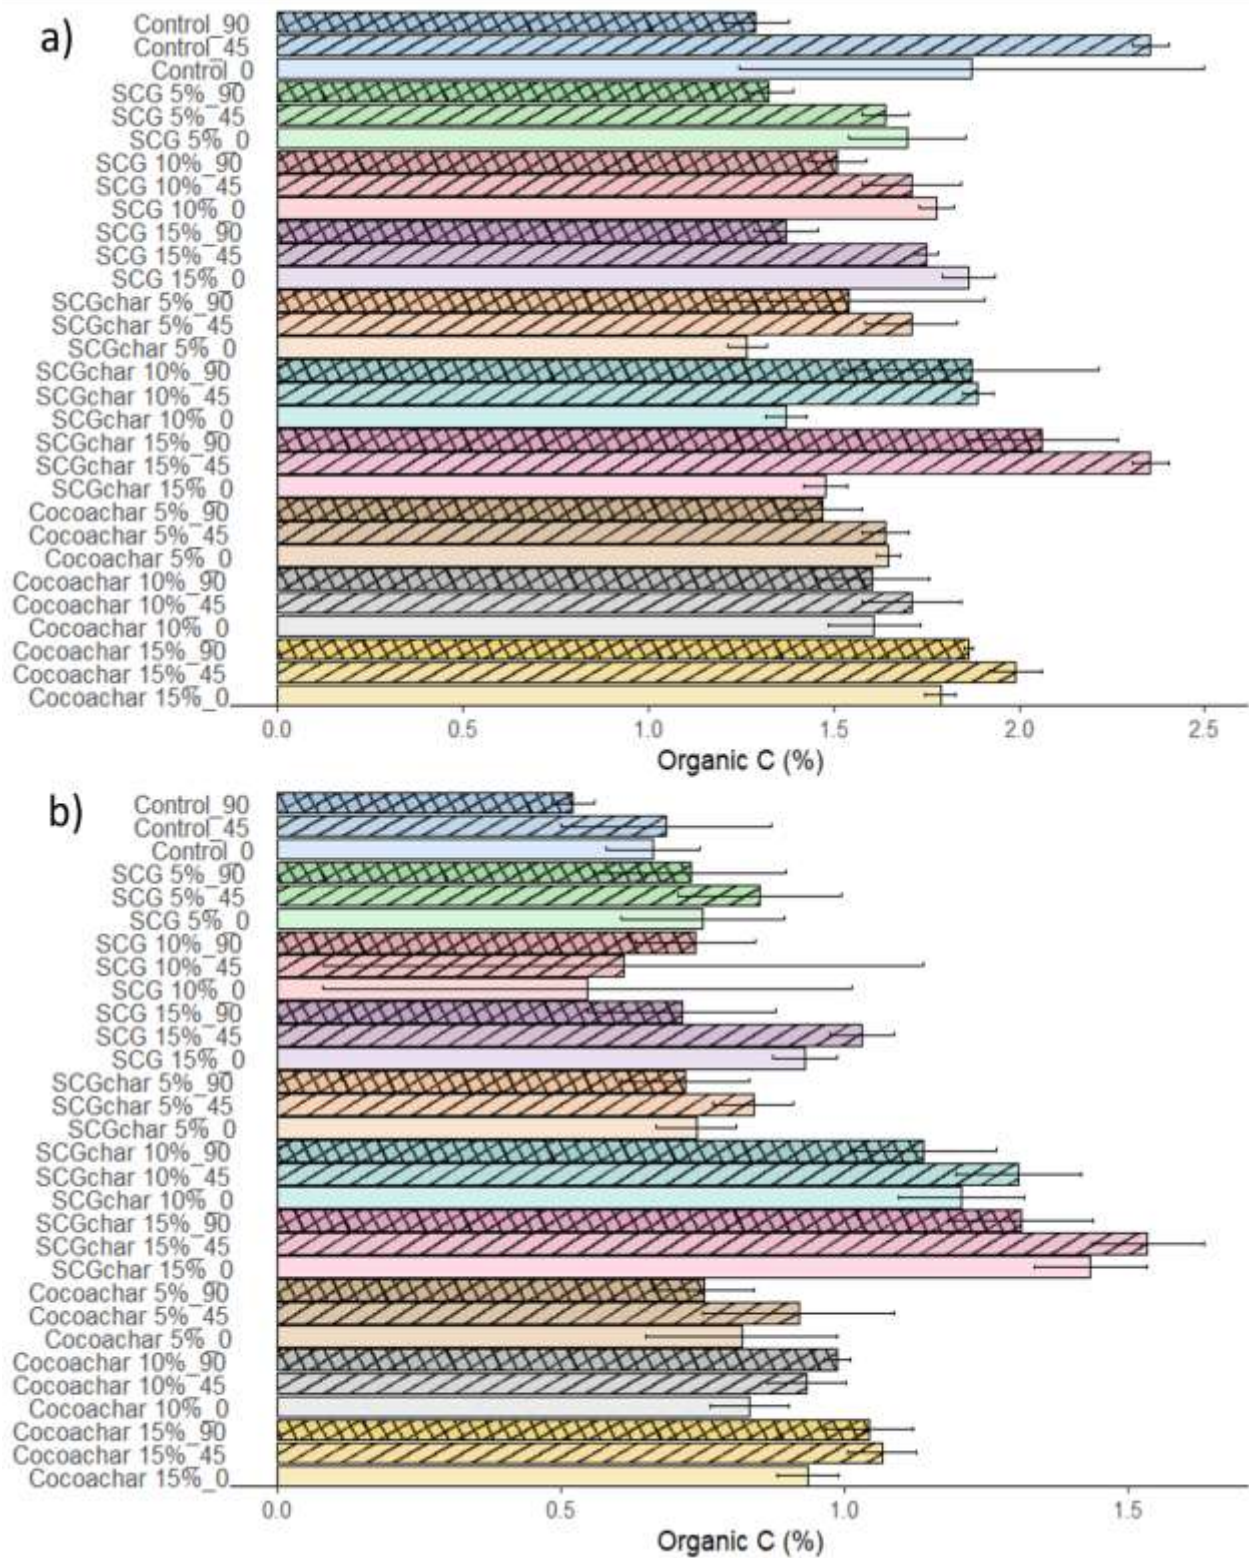 a)
Control_90
Control_45
Control_0
SCG 5%_90
SCG 5%_45
SCG 5%_0
SCG 10%_90
SCG 10%_45
SCG 10%_0
SCG 15%_90
SCG 15%_45
SCG 15%_0
SCGchar 5%_90
SCGchar 5%_45
SCGchar 5%_0
SCGchar 10%_90
SCGchar 10%_45
SCGchar 10%_0
SCGchar 15%_90
SCGchar 15%_45
SCGchar 15%_0
Cocoachar 5%_90
Cocoachar 5%_45
Cocoachar 5%_0
Cocoachar 10%_90
Cocoachar 10%_45
Cocoachar 10%_0
Cocoachar 15%_90
Cocoachar 15%_45
Cocoachar 15%_0
0.0 0.5 1.0 1.5 2.0 2.5
Organic C (%)
b)
Control_90
Control_45
Control_0
SCG 5%_90
SCG 5%_45
SCG 5%_0
SCG 10%_90
SCG 10%_45
SCG 10%_0
SCG 15%_90
SCG 15%_45
SCG 15%_0
SCGchar 5%_90
SCGchar 5%_45
SCGchar 5%_0
SCGchar 10%_90
SCGchar 10%_45
SCGchar 10%_0
SCGchar 15%_90
SCGchar 15%_45
SCGchar 15%_0
Cocoachar 5%_90
Cocoachar 5%_45
Cocoachar 5%_0
Cocoachar 10%_90
Cocoachar 10%_45
Cocoachar 10%_0
Cocoachar 15%_90
Cocoachar 15%_45
Cocoachar 15%_0
0.0 0.5 1.0 1.5
Organic C (%)